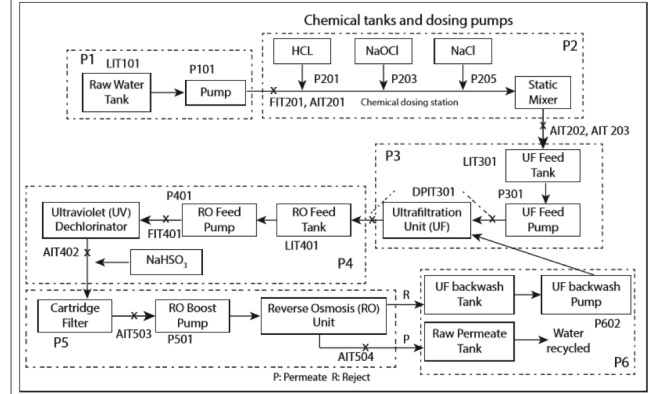 Chemical tanks and dosing pumps
P1
LIT101
Raw Water
Tank
P101
Pump
FIT201, AIT201
HCL
NaOCl
NaCl
P2
P201
P203
P205
Chemical dosing station
Static
Mixer
AIT202, AIT 203
P3
LIT301
UF Feed
Tank
P301
DPIT301
UF Feed
Pump
Ultrafiltration
Unit (UF)
P401
RO Feed
Tank
LIT401
RO Feed
Pump
FIT401
Ultraviolet (UV)
Dechlorinator
P4
AIT402
NaHSO3
Cartridge
Filter
P5
AIT503
RO Boost
Pump
P501
Reverse Osmosis (RO)
Unit
AIT504
R
P
UF backwash
Tank
UF backwash
Pump
P602
Raw Permeate
Tank
Water
recycled
P6
P: Permeate R: Reject